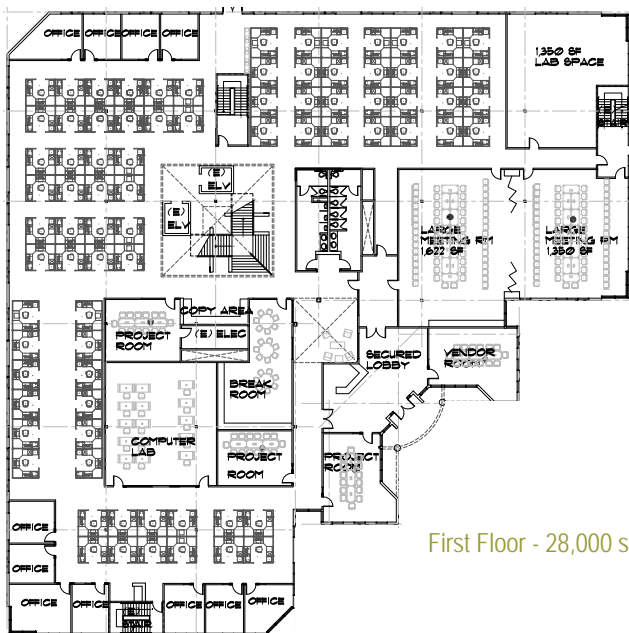 OFFICE OFFICE OFFICE OFFICE
1,350 SF
LAB SPACE
(E)
ELV
(E)
ELV
LARGE
MEETING RM
1,622 SF
LARGE
MEETING RM
1,350 SF
COPY AREA
(E) ELEC
PROJECT
ROOM
SECURED
LOBBY
VENDOR
ROOM
BREAK
ROOM
COMPUTER
LAB
PROJECT
ROOM
PROJECT
ROOM
OFFICE
OFFICE
First Floor - 28,000 s
OFFICE OFFICE
STAIR
OFFICE OFFICE OFFICE